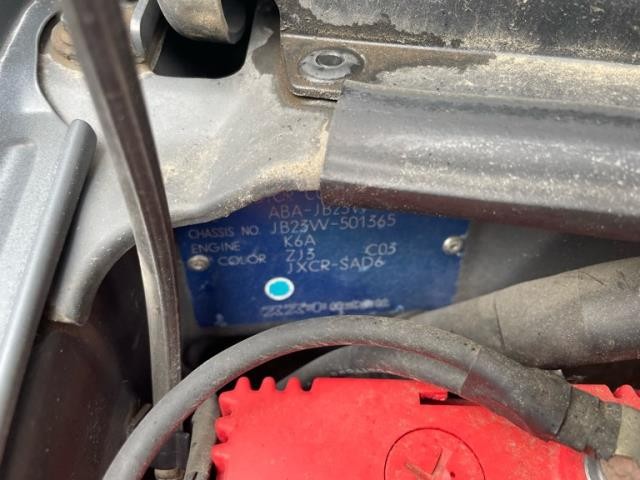 ABA-JB23W
CHASSIS NO. JB23W-501365
ENGINE K6A
COLOR ZJ3 C03
JXCR-SAD6